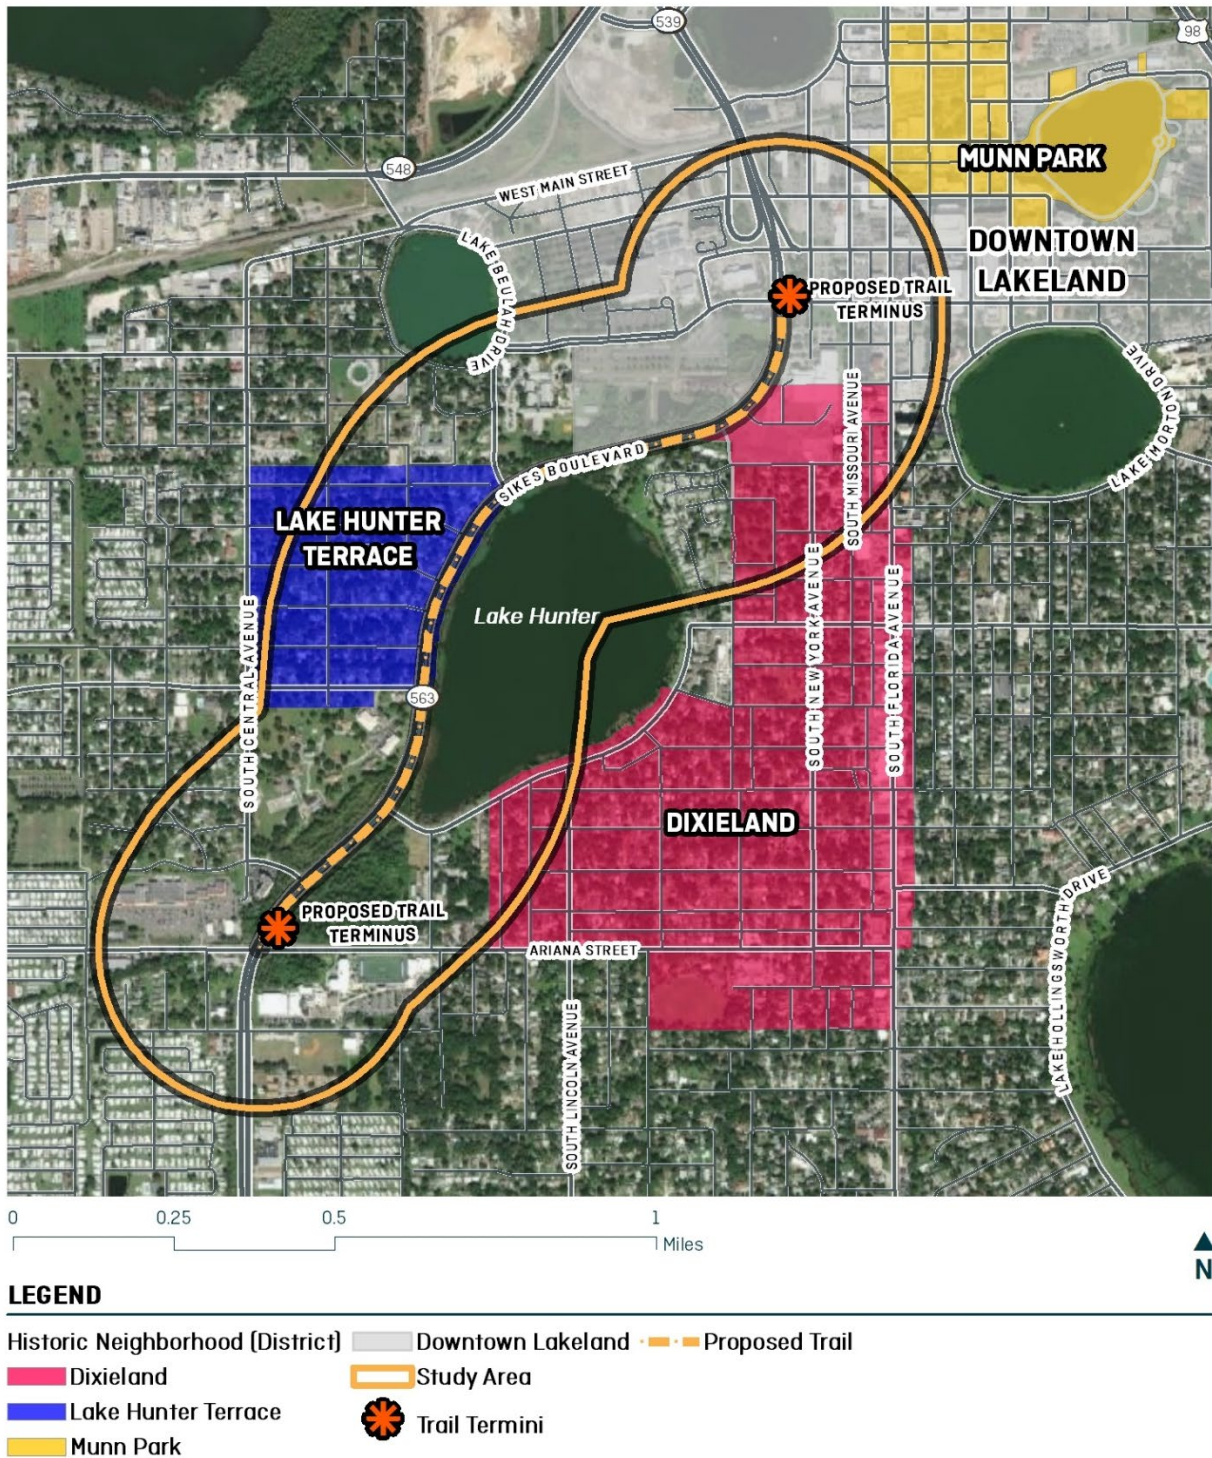 539
98
548
WEST MAIN STREET
MUNN PARK
DOWNTOWN
LAKELAND
LAKE BEULAH DRIVE
PROPOSED TRAIL
TERMINUS
LAKE MORTON DRIVE
SOUTH MISSOURI AVENUE
SIKES BOULEVARD
LAKE HUNTER
TERRACE
Lake Hunter
SOUTH NEW YORK AVENUE
SOUTH FLORIDA AVENUE
SOUTH CENTRAL AVENUE
563
DIXIELAND
LAKE HOLLINGSWORTH DRIVE
PROPOSED TRAIL
TERMINUS
ARIANA STREET
SOUTH LINCOLN AVENUE
0 0.25 0.5 1
Miles
N
LEGEND
Historic Neighborhood (District)
Dixieland
Lake Hunter Terrace
Munn Park
Downtown Lakeland
Study Area
Trail Termini
Proposed Trail